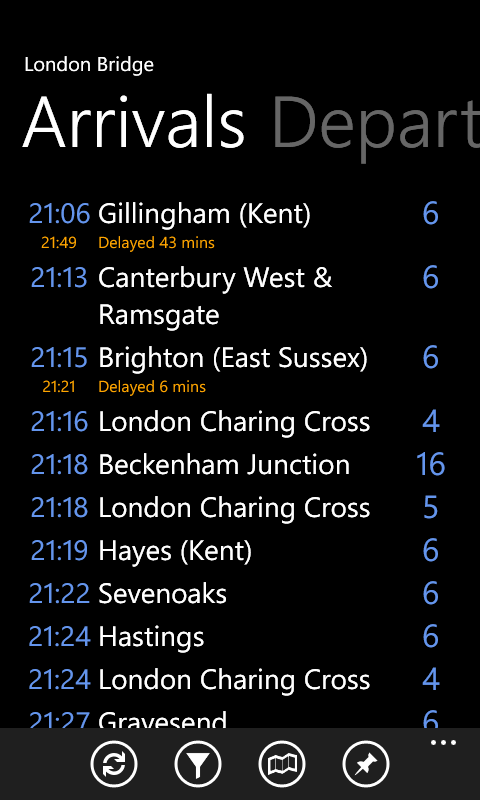 London Bridge
Arrivals Depart
21:06 Gillingham (Kent) 6
21:49 Delayed 43 mins
21:13 Canterbury West & 6
Ramsgate
21:15 Brighton (East Sussex) 6
21:21 Delayed 6 mins
21:16 London Charing Cross 4
21:18 Beckenham Junction 16
21:18 London Charing Cross 5
21:19 Hayes (Kent) 6
21:22 Sevenoaks 6
21:24 Hastings 6
21:24 London Charing Cross 4
21:27 Gravesend 6